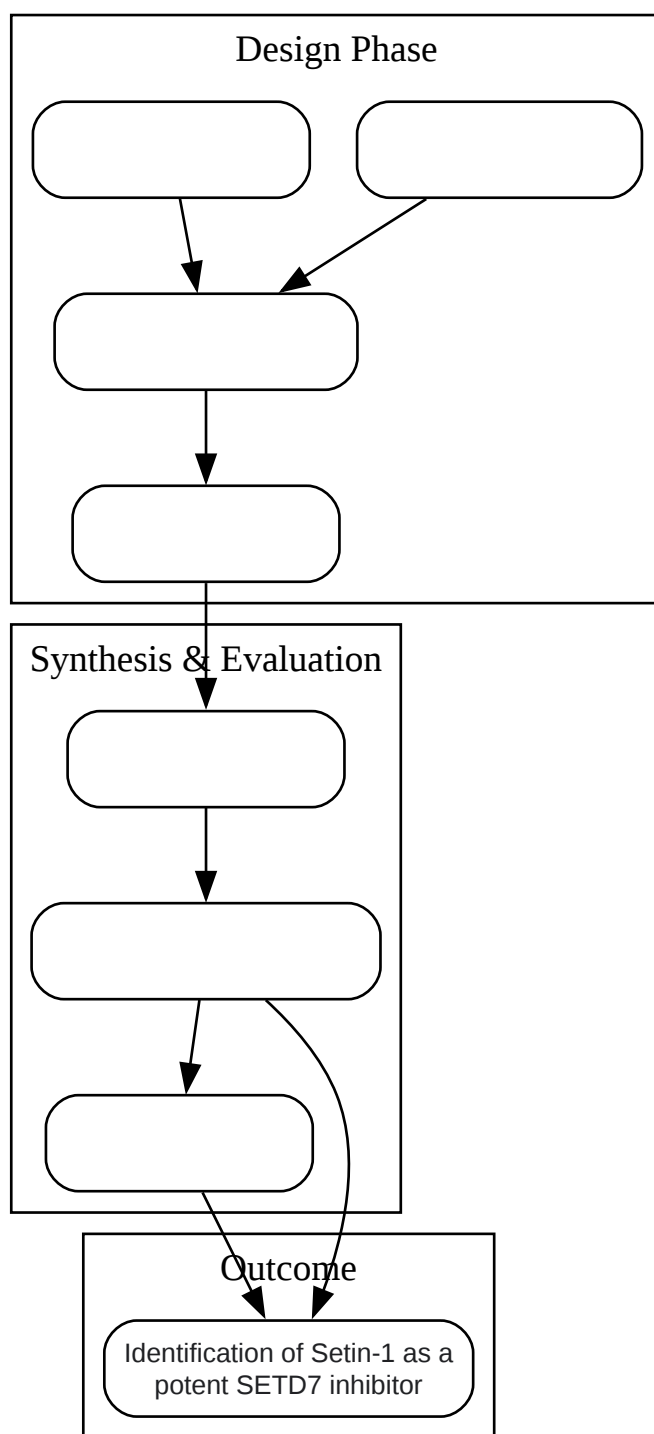 Design Phase
Synthesis & Evaluation
Outcome
Identification of Setin-1 as a
potent SETD7 inhibitor